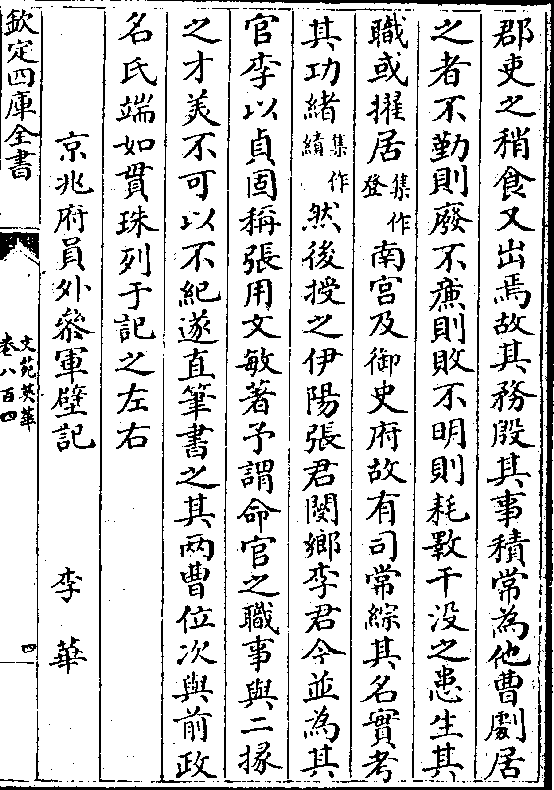 郡吏之稍食又出焉故其務殷其事積常為他曹劇居
之者不勤則廢不㢘則敗不明則耗斁干没之患生其
職或擢居集作登集作南宫及御史府故有司常綜其名實考
其功緒集作績然後授之伊陽張君閿鄉李君今並為其
官李以貞固稱張用文敏著予謂命官之職事與二掾
之才美不可以不紀遂直筆書之其两曹位次與前政
名氏端如貫珠列于記之左右
京兆府員外叅軍壁記 李華
欽定四庫全書
文苑英華
卷八百四
四